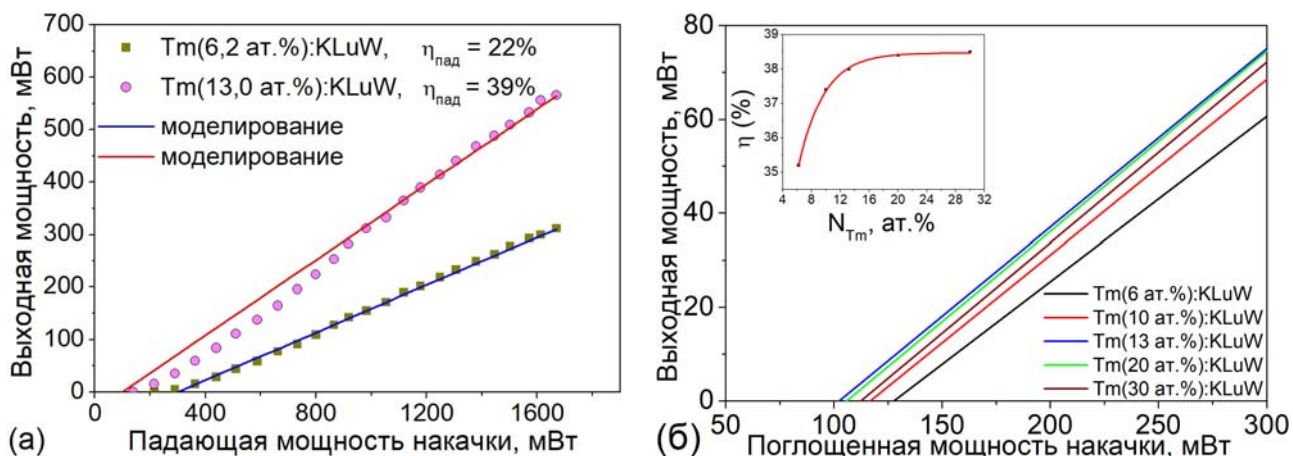 700
600
500
400
300
200
100
0
Выходная мощность, мВт
Tm(6,2 ат.%):KLuW, ηпад = 22%
Tm(13,0 ат.%):KLuW, ηпад = 39%
моделирование
моделирование
0 400 800 1200 1600
(а) Падающая мощность накачки, мВт
80
60
40
20
0
Выходная мощность, мВт
39
38
37
36
35
η (%)
4 8 12 16 20 24 28 32
NTm, ат.%
Tm(6 ат.%):KLuW
Tm(10 ат.%):KLuW
Tm(13 ат.%):KLuW
Tm(20 ат.%):KLuW
Tm(30 ат.%):KLuW
50 100 150 200 250 300
(б) Поглощенная мощность накачки, мВт